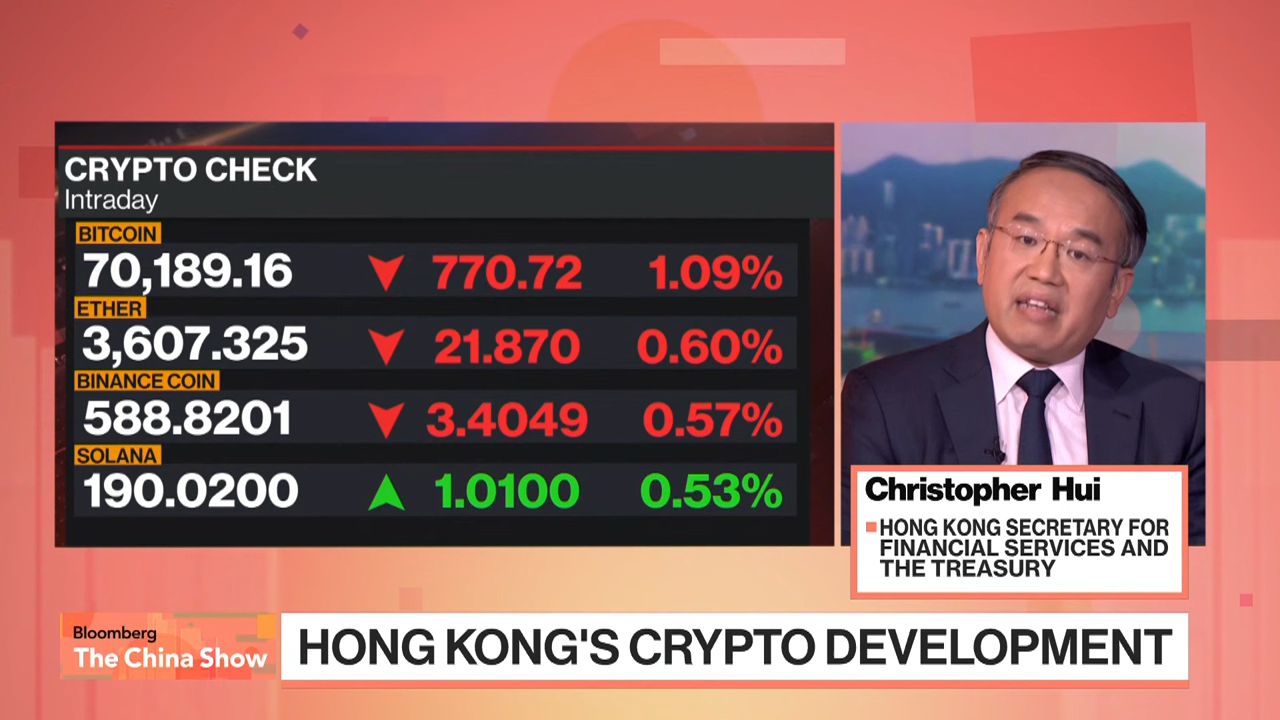 CRYPTO CHECK
Intraday
BITCOIN
70,189.16 ▼ 770.72 1.09%
ETHER
3,607.325 ▼ 21.870 0.60%
BINANCE COIN
588.8201 ▼ 3.4049 0.57%
SOLANA
190.0200 ▲ 1.0100 0.53%
Christopher Hui
HONG KONG SECRETARY FOR
FINANCIAL SERVICES AND
THE TREASURY
Bloomberg
The China Show
HONG KONG'S CRYPTO DEVELOPMENT